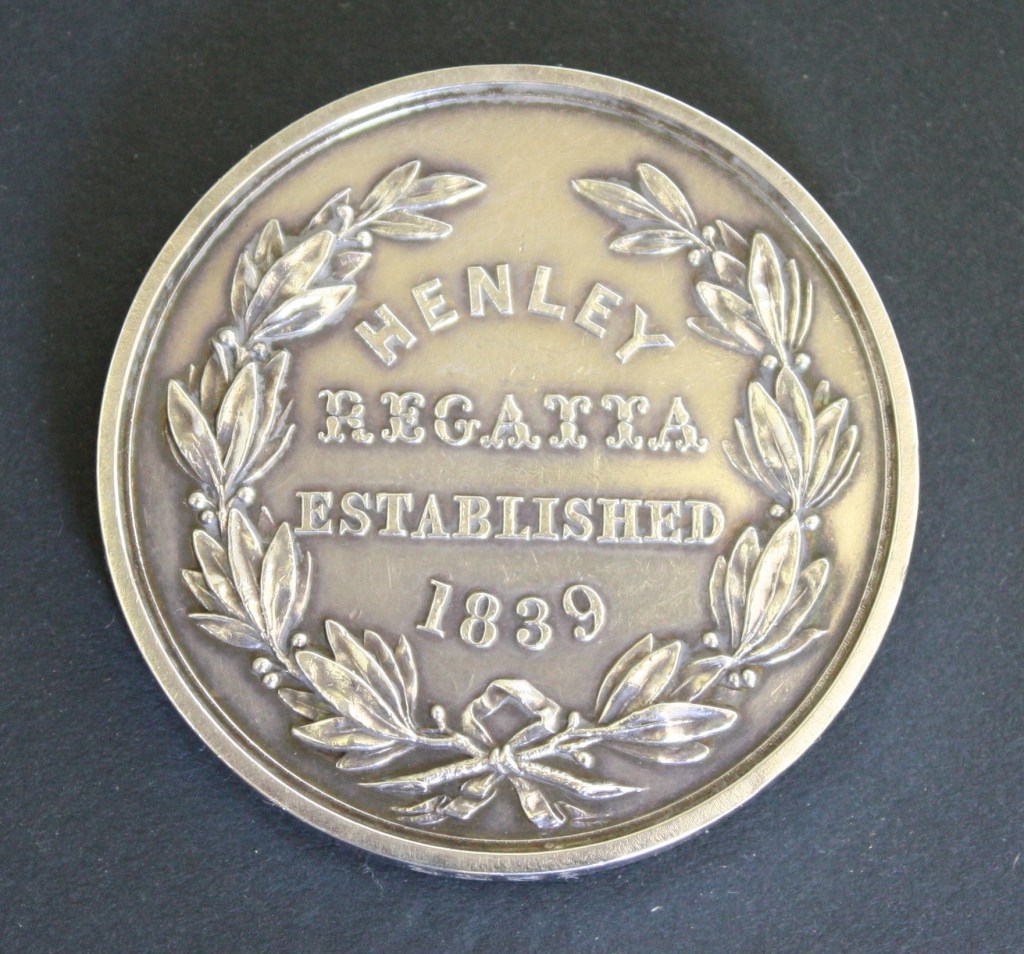 HENLEY
REGATTA
ESTABLISHED
1839